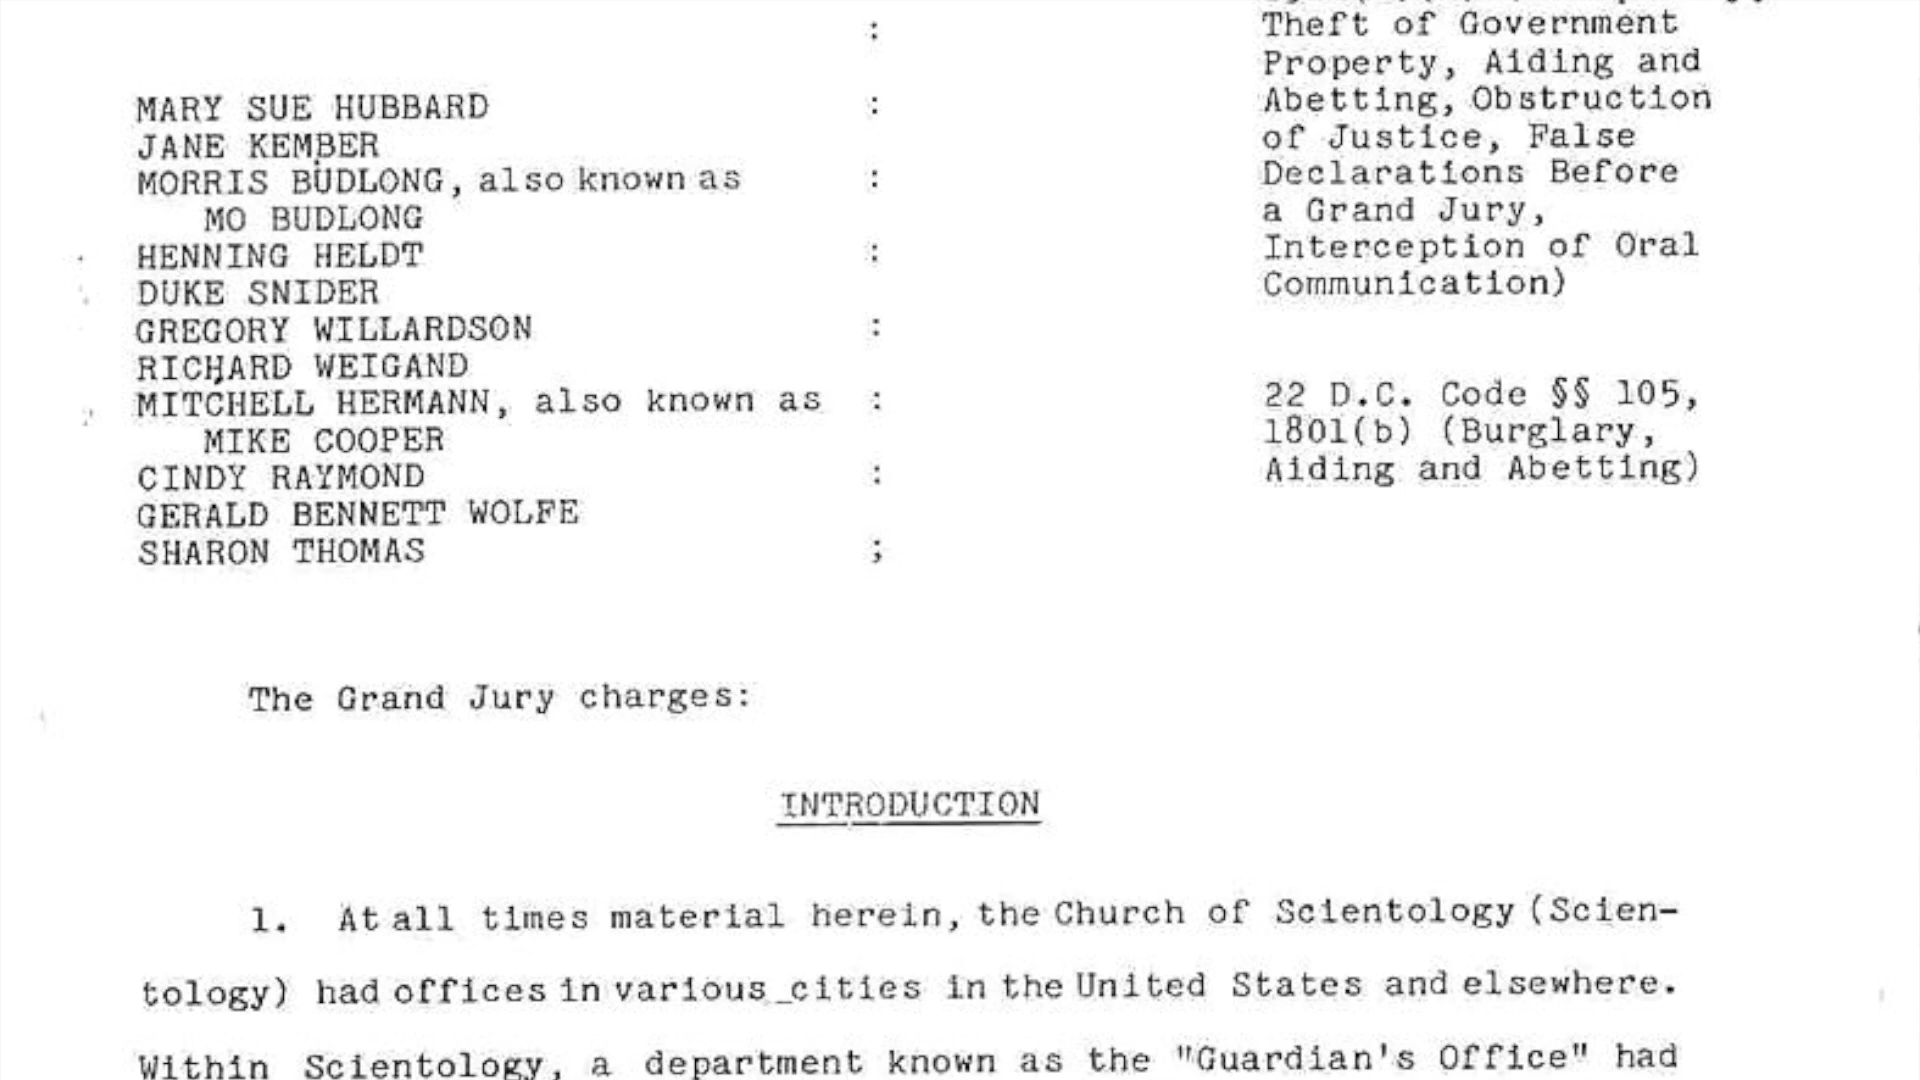 :
Theft of Government
Property, Aiding and
MARY SUE HUBBARD : Abetting, Obstruction
JANE KEMBER of Justice, False
MORRIS BUDLONG, also known as : Declarations Before
MO BUDLONG a Grand Jury,
HENNING HELDT : Interception of Oral
DUKE SNIDER Communication)
GREGORY WILLARDSON :
RICHARD WEIGAND
MITCHELL HERMANN, also known as : 22 D.C. Code §§ 105,
MIKE COOPER 1801(b) (Burglary,
CINDY RAYMOND : Aiding and Abetting)
GERALD BENNETT WOLFE
SHARON THOMAS ;
The Grand Jury charges:
INTRODUCTION
1. At all times material herein, the Church of Scientology (Scien-
tology) had offices in various cities in the United States and elsewhere.
Within Scientology, a department known as the "Guardian's Office" had